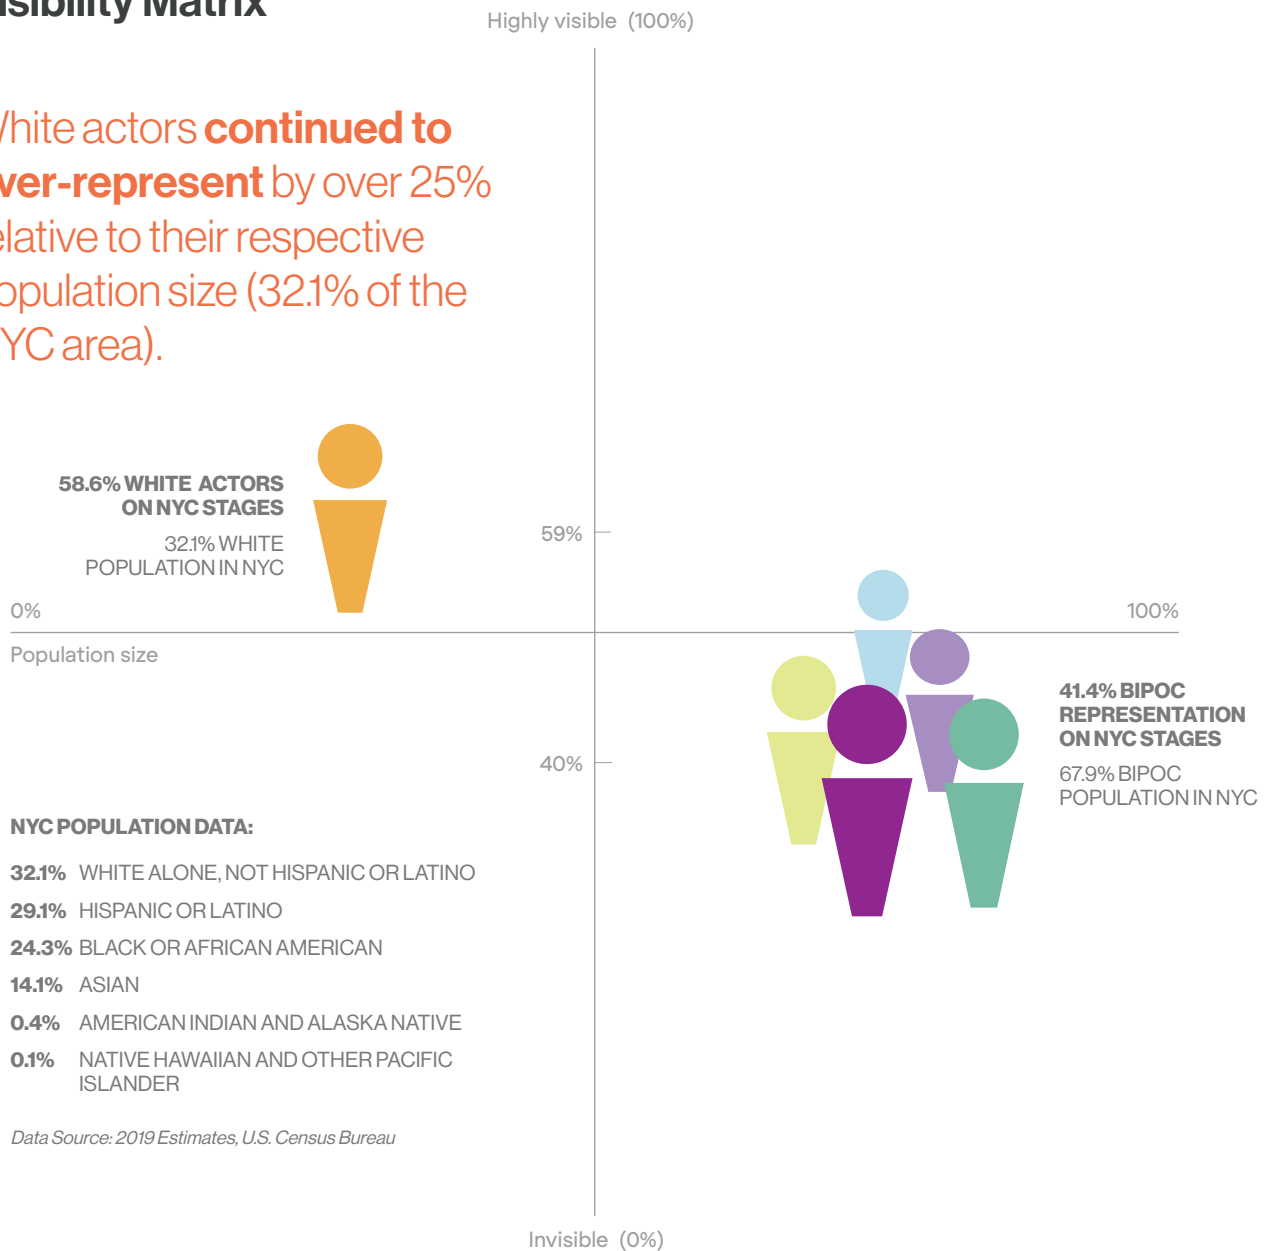 sibility Matrix
Highly visible (100%)
White actors continued to
ver-represent by over 25%
elative to their respective
opulation size (32.1% of the
YC area).
58.6% WHITE ACTORS
ON NYC STAGES
32.1% WHITE
POPULATION IN NYC
59%
0%
100%
Population size
41.4% BIPOC
REPRESENTATION
ON NYC STAGES
67.9% BIPOC
POPULATION IN NYC
40%
NYC POPULATION DATA:
32.1% WHITE ALONE, NOT HISPANIC OR LATINO
29.1% HISPANIC OR LATINO
24.3% BLACK OR AFRICAN AMERICAN
14.1% ASIAN
0.4% AMERICAN INDIAN AND ALASKA NATIVE
0.1% NATIVE HAWAIIAN AND OTHER PACIFIC
ISLANDER
Data Source: 2019 Estimates, U.S. Census Bureau
Invisible (0%)